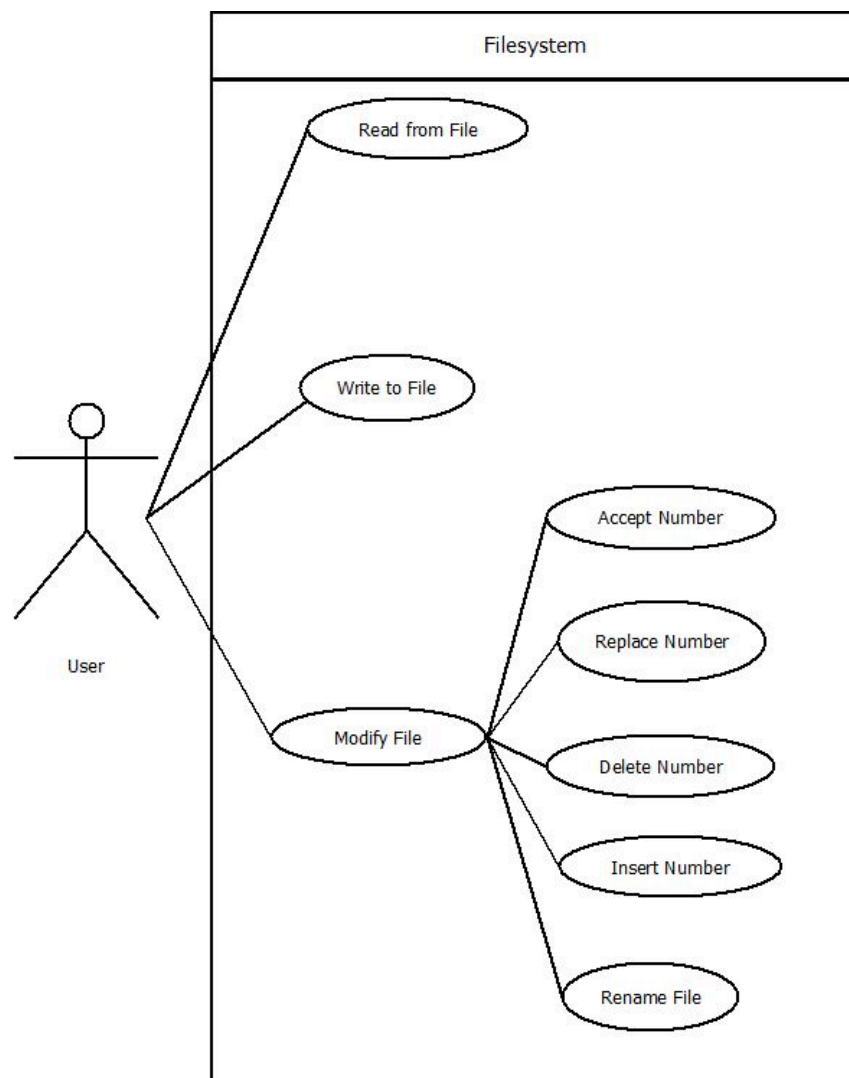 Filesystem
Read from File
Write to File
Accept Number
Replace Number
User
Modify File
Delete Number
Insert Number
Rename File